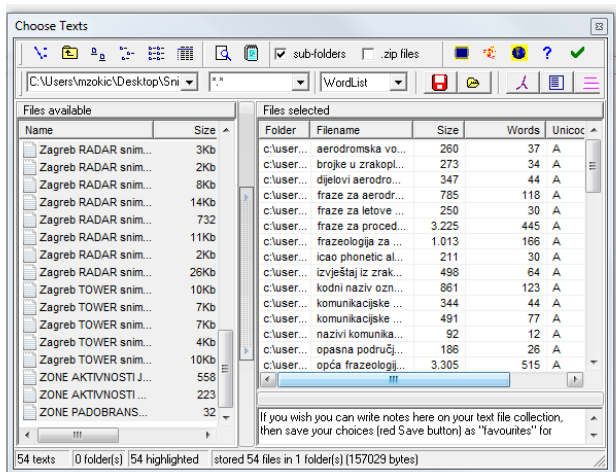 Choose Texts
sub-folders .zip files ?
C:\Users\mzokic\Desktop\Sni *.* WordList
Files available
Name Size
Zagreb RADAR snim... 3Kb
Zagreb RADAR snim... 2Kb
Zagreb RADAR snim... 8Kb
Zagreb RADAR snim... 14Kb
Zagreb RADAR snim... 732
Zagreb RADAR snim... 11Kb
Zagreb RADAR snim... 2Kb
Zagreb RADAR snim... 26Kb
Zagreb TOWER snim... 10Kb
Zagreb TOWER snim... 7Kb
Zagreb TOWER snim... 7Kb
Zagreb TOWER snim... 4Kb
Zagreb TOWER snim... 10Kb
ZONE AKTIVNOSTI J... 558
ZONE AKTIVNOSTI ... 223
ZONE PADOBRANS... 32
Files selected
Folder Filename Size Words Unicoc
c:\user... aerodromska vo... 260 37 A
c:\user... brojke u zrakopl... 273 34 A
c:\user... dijelovi aerodro... 347 44 A
c:\user... fraze za aerodr... 785 118 A
c:\user... fraze za letove ... 250 30 A
c:\user... fraze za proced... 3.225 445 A
c:\user... frazeologija za ... 1.013 166 A
c:\user... icao phonetic al... 211 30 A
c:\user... izvještaj iz zrak... 498 64 A
c:\user... kodni naziv ozn... 861 123 A
c:\user... komunikacijske ... 344 44 A
c:\user... komunikacijske ... 491 77 A
c:\user... nazivi komunika... 92 12 A
c:\user... opasna područj... 186 26 A
c:\user... opća frazeologij... 3.305 515 A
If you wish you can write notes here on your text file collection,
then save your choices (red Save button) as "favourites" for
54 texts 0 folder(s) 54 highlighted stored 54 files in 1 folder(s) (157029 bytes)